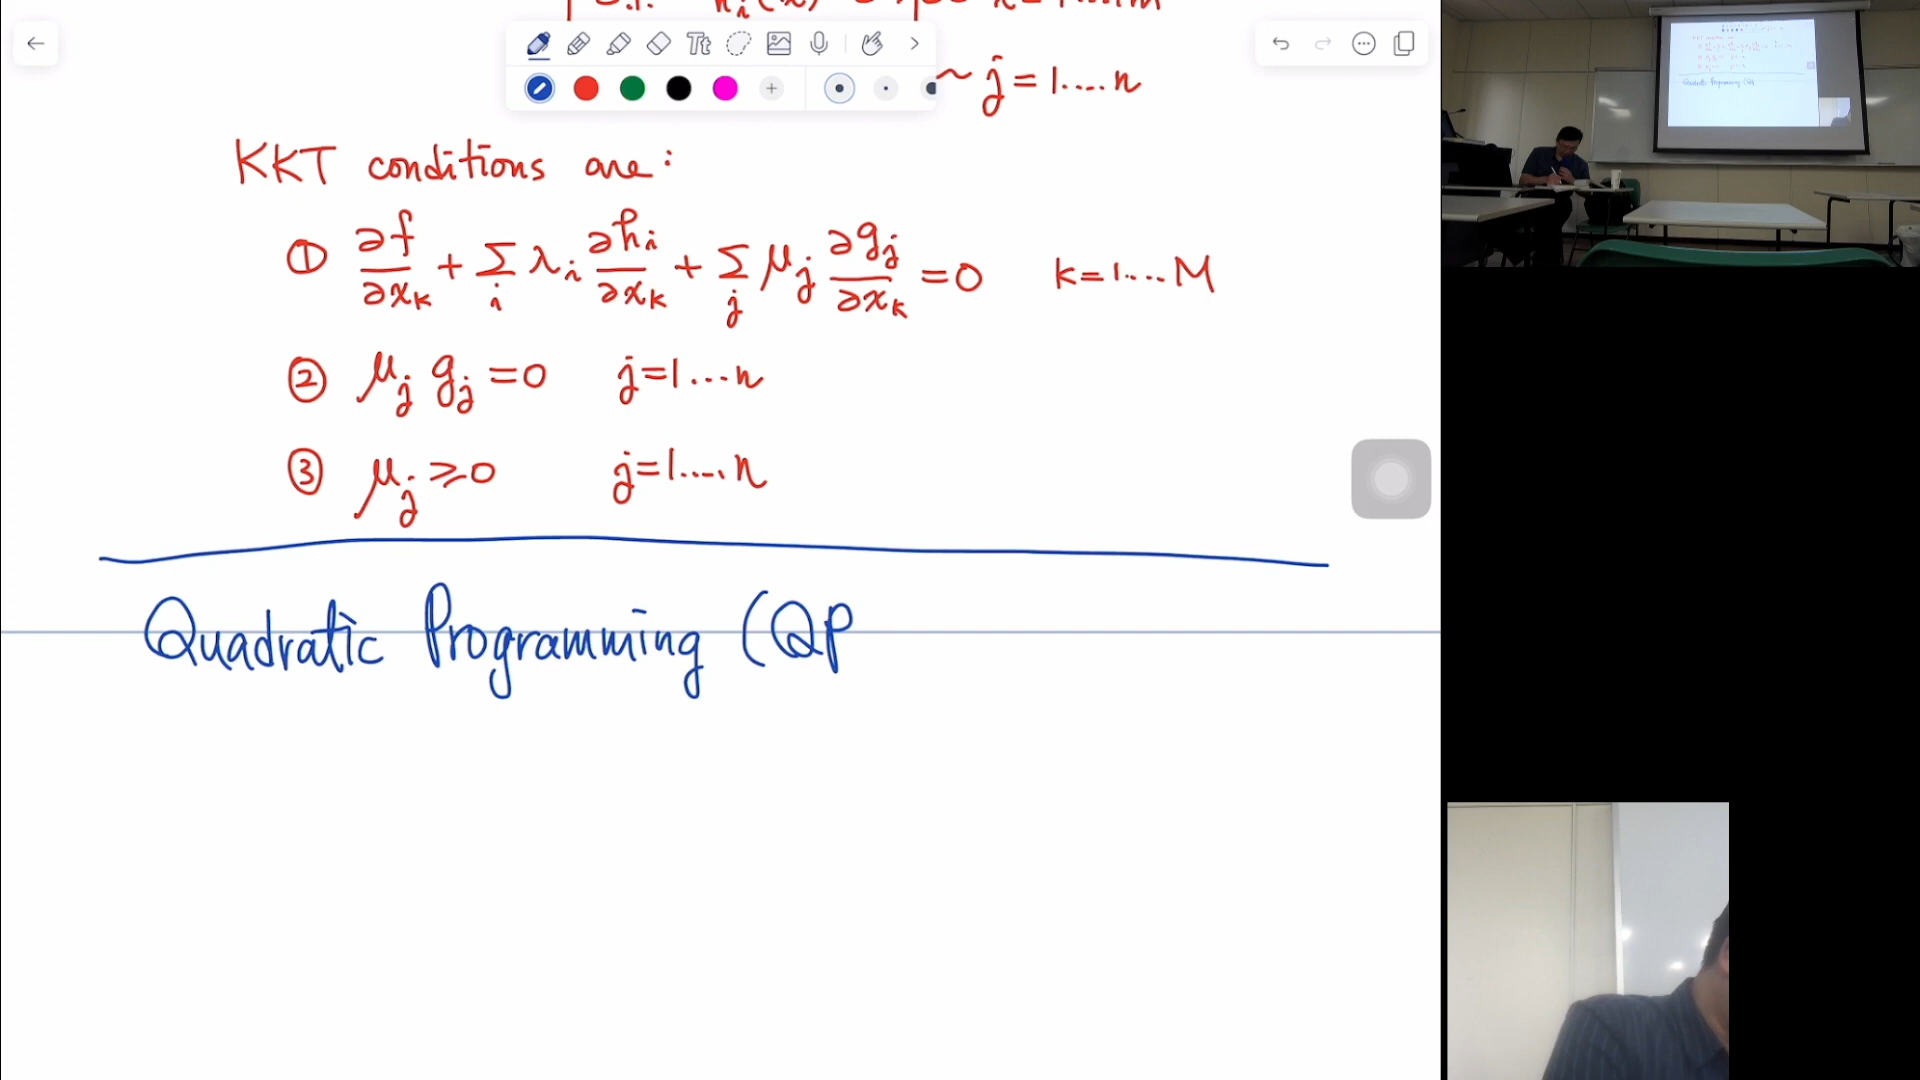 j = 1....n
KKT conditions are:
① ∂f/∂x_k + Σ_i λ_i ∂h_i/∂x_k + Σ_j μ_j ∂g_j/∂x_k = 0 k = 1....M
② μ_j g_j = 0 j = 1...n
③ μ_j ≥ 0 j = 1....n
Quadratic Programming (QP